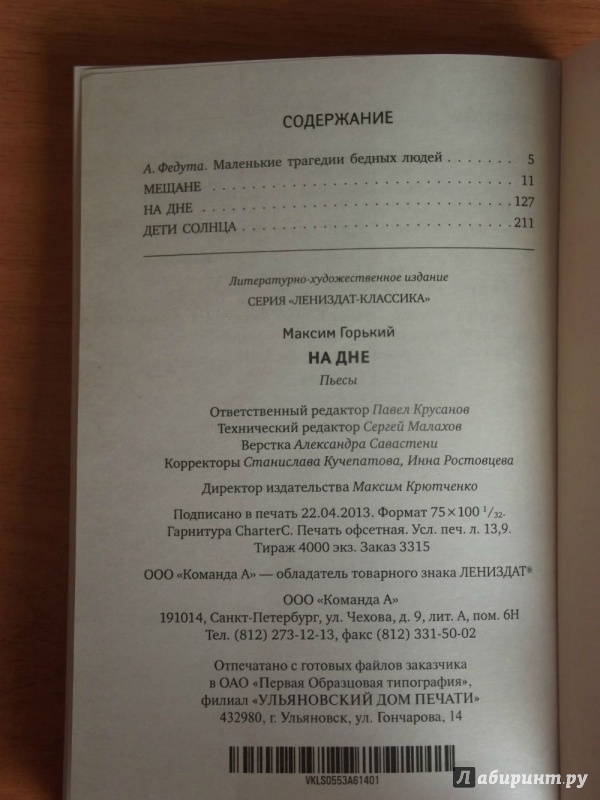 СОДЕРЖАНИЕ
А. Федута. Маленькие трагедии бедных людей . . . . . . . 5
МЕЩАНЕ . . . . . . . . . . . . . . . . . . . . . . . . . . . . 11
НА ДНЕ . . . . . . . . . . . . . . . . . . . . . . . . . . . . 127
ДЕТИ СОЛНЦА . . . . . . . . . . . . . . . . . . . . . . . . 211
Литературно-художественное издание
СЕРИЯ «ЛЕНИЗДАТ-КЛАССИКА»
Максим Горький
НА ДНЕ
Пьесы
Ответственный редактор Павел Крусанов
Технический редактор Сергей Малахов
Верстка Александра Савастени
Корректоры Станислава Кучепатова, Инна Ростовцева
Директор издательства Максим Крютченко
Подписано в печать 22.04.2013. Формат 75×100 1/32.
Гарнитура CharterC. Печать офсетная. Усл. печ. л. 13,9.
Тираж 4000 экз. Заказ 3315
ООО «Команда А» — обладатель товарного знака ЛЕНИЗДАТ®
ООО «Команда А»
191014, Санкт-Петербург, ул. Чехова, д. 9, лит. А, пом. 6Н
Тел. (812) 273-12-13, факс (812) 331-50-02
Отпечатано с готовых файлов заказчика
в ОАО «Первая Образцовая типография»,
филиал «УЛЬЯНОВСКИЙ ДОМ ПЕЧАТИ»
432980, г. Ульяновск, ул. Гончарова, 14
VKLS0553A61401
Лабиринт.ру